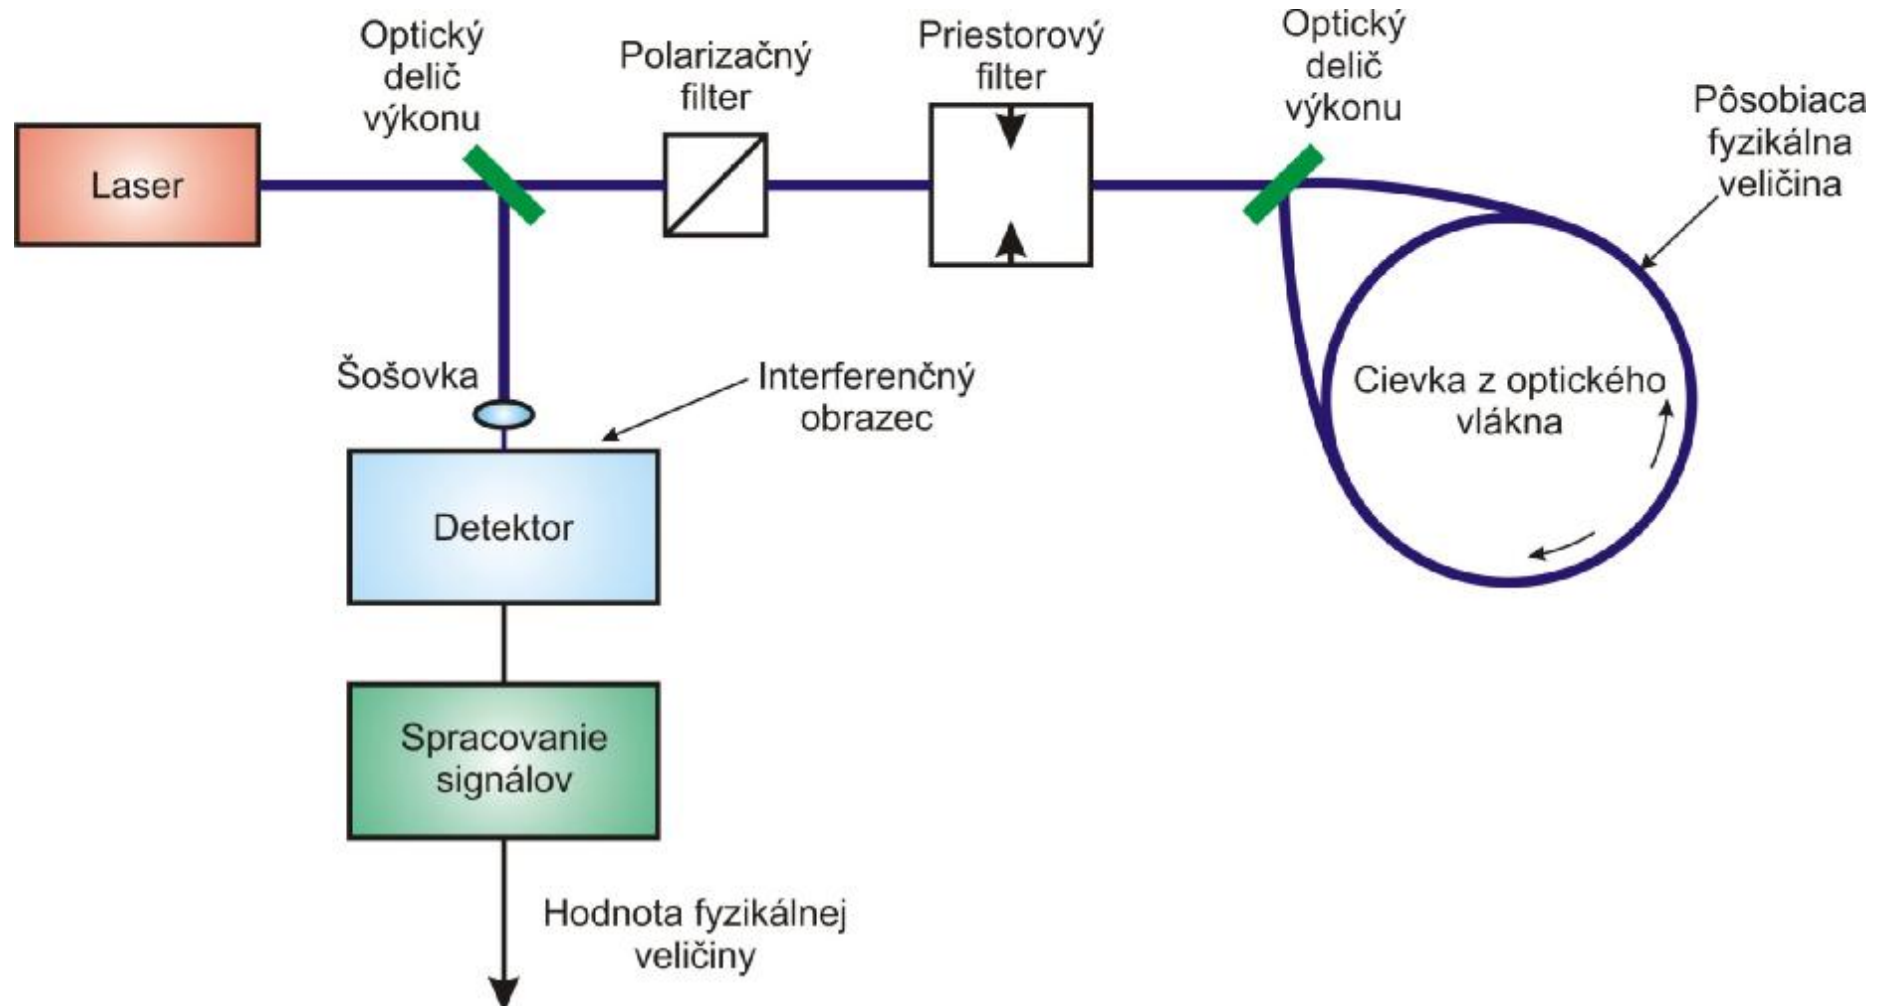 Optický
delič
výkonu
Polarizačný
filter
Priestorový
filter
Optický
delič
výkonu
Pôsobiaca
fyzikálna
veličina
Laser
Šošovka
Interferenčný
obrazec
Cievka z optického
vlákna
Detektor
Spracovanie
signálov
Hodnota fyzikálnej
veličiny